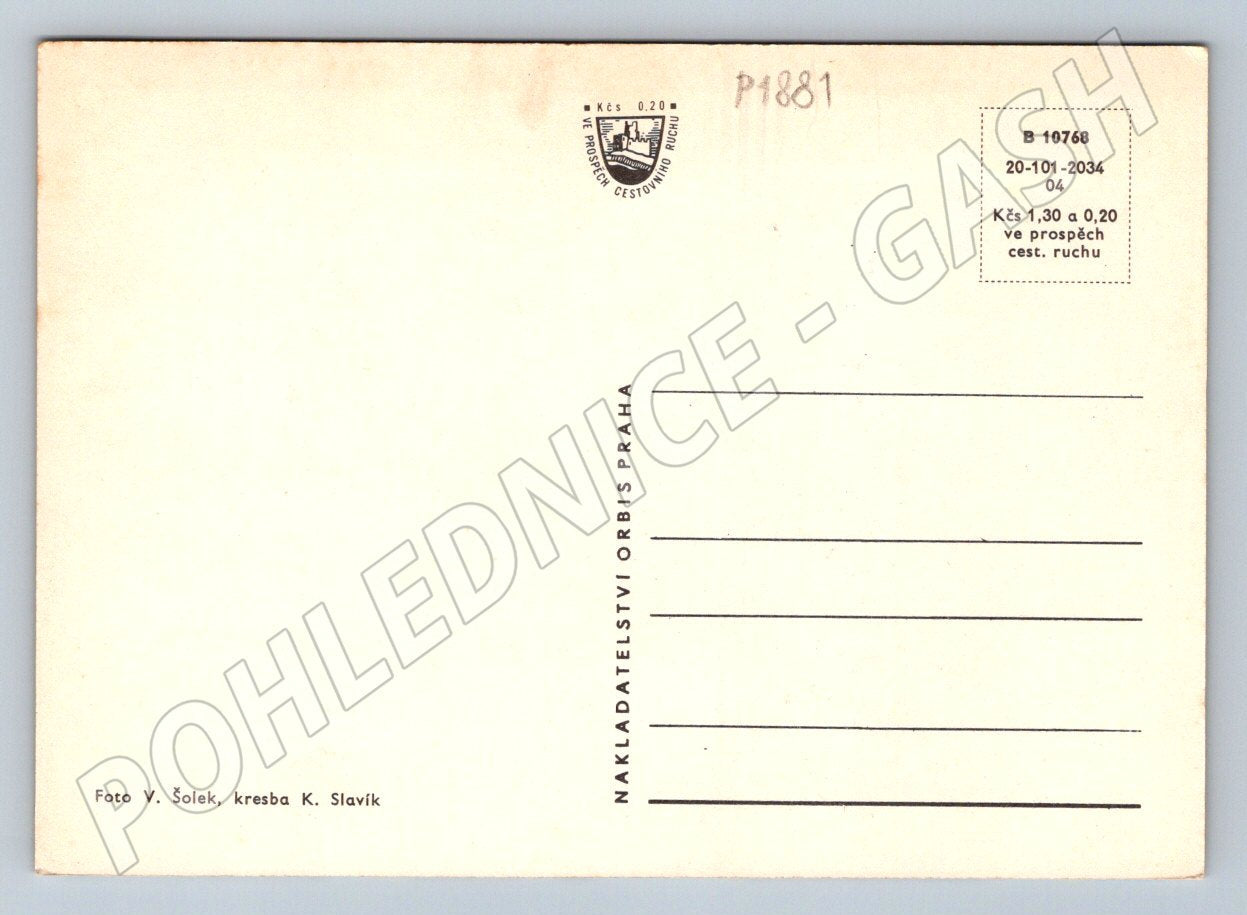 P1881
Kčs 0,20
VE PROSPĚCH CESTOVNÍHO RUCHU
B 10768
20-101-2034
04
Kčs 1,30 a 0,20
ve prospěch
cest. ruchu
NAKLADATELSTVÍ ORBIS PRAHA
Foto V. Šolek, kresba K. Slavík
POHLEDNICE - GASH